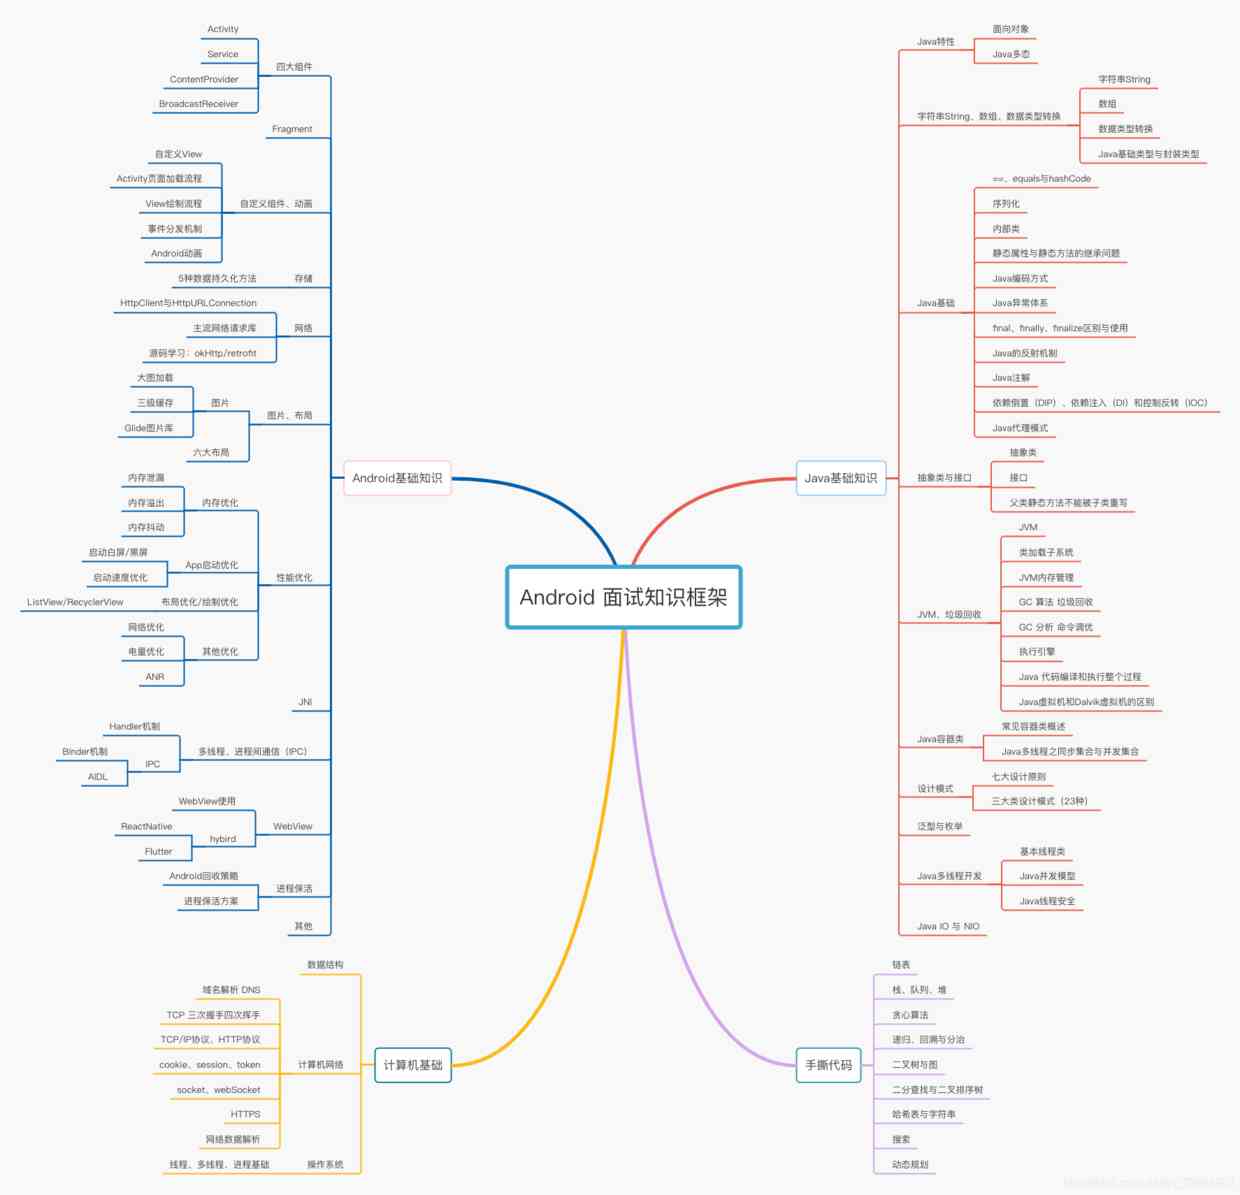 Android 面试知识框架
Android基础知识
四大组件
Activity
Service
ContentProvider
BroadcastReceiver
Fragment
自定义组件、动画
自定义View
Activity页面加载流程
View绘制流程
事件分发机制
Android动画
存储
5种数据持久化方法
网络
HttpClient与HttpURLConnection
主流网络请求库
源码学习：okHttp/retrofit
图片、布局
图片
大图加载
三级缓存
Glide图片库
六大布局
性能优化
内存优化
内存泄漏
内存溢出
内存抖动
App启动优化
启动白屏/黑屏
启动速度优化
布局优化/绘制优化
ListView/RecyclerView
其他优化
网络优化
电量优化
ANR
JNI
多线程、进程间通信（IPC）
Handler机制
IPC
Binder机制
AIDL
WebView
WebView使用
hybird
ReactNative
Flutter
进程保活
Android回收策略
进程保活方案
其他
Java基础知识
Java特性
面向对象
Java多态
字符串String、数组、数据类型转换
字符串String
数组
数据类型转换
Java基础类型与封装类型
Java基础
==、equals与hashCode
序列化
内部类
静态属性与静态方法的继承问题
Java编码方式
Java异常体系
final、finally、finalize区别与使用
Java的反射机制
Java注解
依赖倒置（DIP）、依赖注入（DI）和控制反转（IOC）
Java代理模式
抽象类与接口
抽象类
接口
父类静态方法不能被子类重写
JVM、垃圾回收
JVM
类加载子系统
JVM内存管理
GC 算法 垃圾回收
GC 分析 命令调优
执行引擎
Java 代码编译和执行整个过程
Java虚拟机和Dalvik虚拟机的区别
Java容器类
常见容器类概述
Java多线程之同步集合与并发集合
设计模式
七大设计原则
三大类设计模式（23种）
泛型与枚举
Java多线程开发
基本线程类
Java并发模型
Java线程安全
Java IO 与 NIO
计算机基础
数据结构
计算机网络
域名解析 DNS
TCP 三次握手四次挥手
TCP/IP协议、HTTP协议
cookie、session、token
socket、webSocket
HTTPS
网络数据解析
操作系统
线程、多线程、进程基础
手撕代码
链表
栈、队列、堆
贪心算法
递归、回溯与分治
二叉树与图
二分查找与二叉排序树
哈希表与字符串
搜索
动态规划